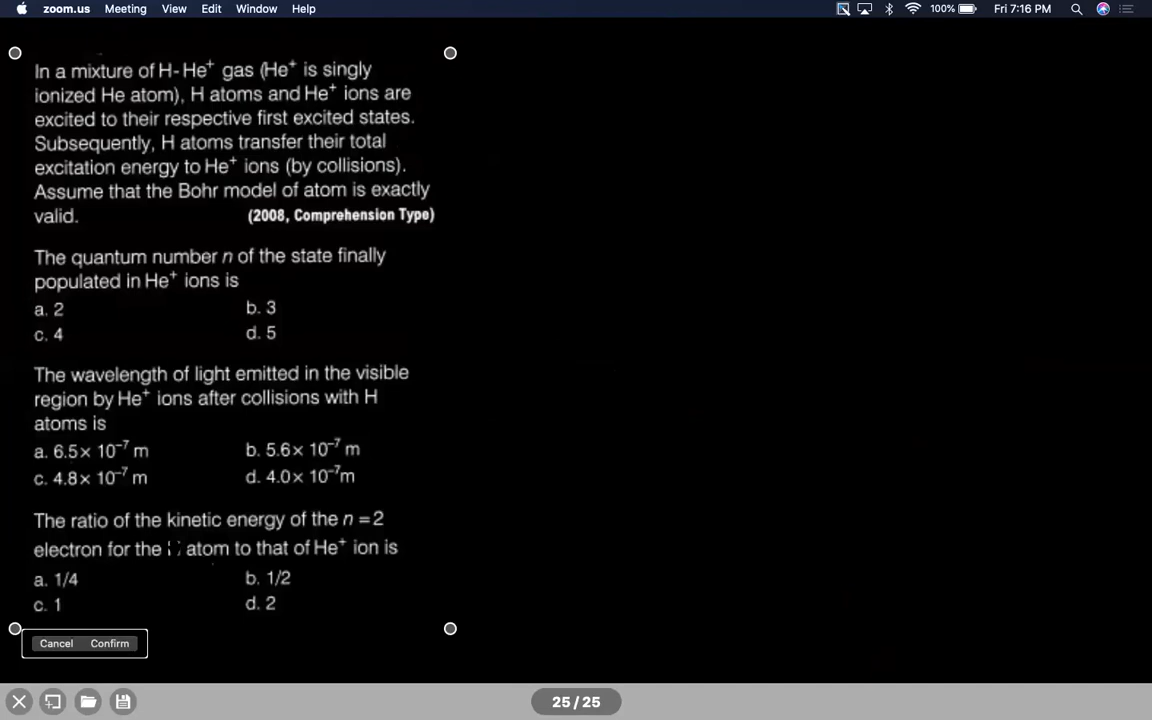 zoom.us Meeting View Edit Window Help 100% Fri 7:16 PM
In a mixture of H-He⁺ gas (He⁺ is singly
ionized He atom), H atoms and He⁺ ions are
excited to their respective first excited states.
Subsequently, H atoms transfer their total
excitation energy to He⁺ ions (by collisions).
Assume that the Bohr model of atom is exactly
valid. (2008, Comprehension Type)
The quantum number n of the state finally
populated in He⁺ ions is
a. 2 b. 3
c. 4 d. 5
The wavelength of light emitted in the visible
region by He⁺ ions after collisions with H
atoms is
a. 6.5× 10⁻⁷ m b. 5.6× 10⁻⁷ m
c. 4.8× 10⁻⁷ m d. 4.0× 10⁻⁷m
The ratio of the kinetic energy of the n = 2
electron for the atom to that of He⁺ ion is
a. 1/4 b. 1/2
c. 1 d. 2
Cancel Confirm
25 / 25